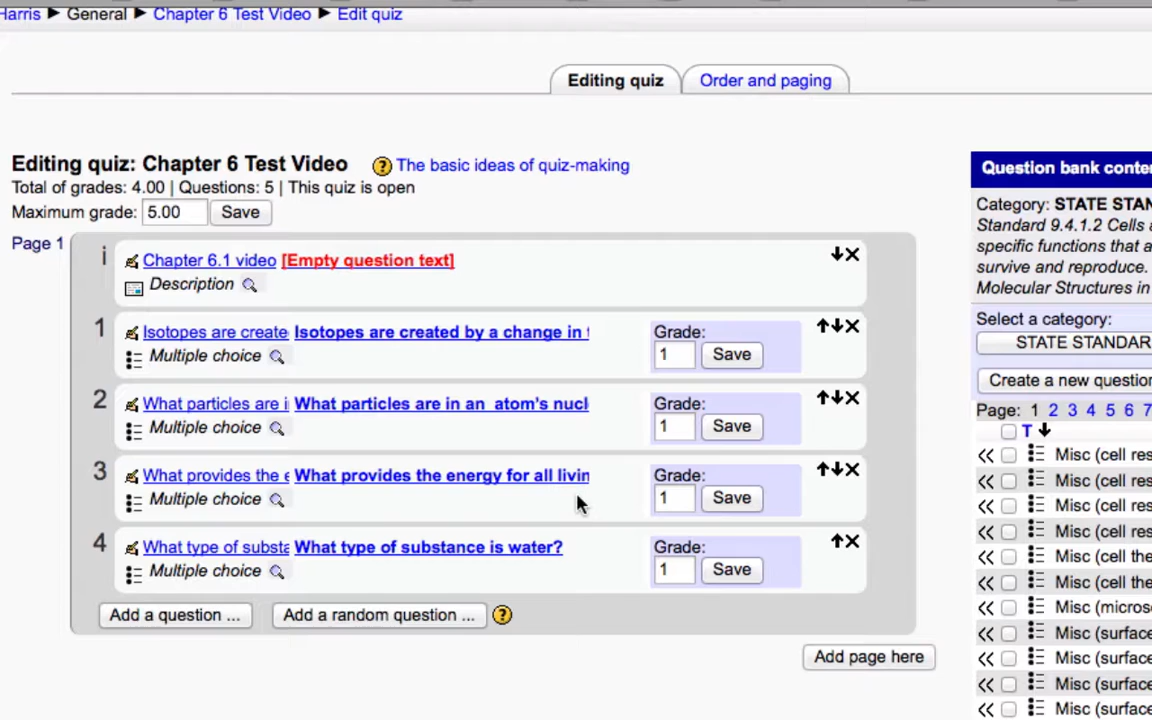 Harris ► General ► Chapter 6 Test Video ► Edit quiz
Editing quiz
Order and paging
Editing quiz: Chapter 6 Test Video
The basic ideas of quiz-making
Total of grades: 4.00 | Questions: 5 | This quiz is open
Maximum grade: 5.00 Save
Page 1
i Chapter 6.1 video [Empty question text]
Description
1 Isotopes are create Isotopes are created by a change in
Multiple choice
Grade:
1 Save
2 What particles are i What particles are in an atom's nucl
Multiple choice
Grade:
1 Save
3 What provides the e What provides the energy for all livin
Multiple choice
Grade:
1 Save
4 What type of substa What type of substance is water?
Multiple choice
Grade:
1 Save
Add a question ...
Add a random question ...
Add page here
Question bank conte
Category: STATE STAN
Standard 9.4.1.2 Cells a
specific functions that a
survive and reproduce.
Molecular Structures in
Select a category:
STATE STANDAR
Create a new question
Page: 1 2 3 4 5 6 7
T
Misc (cell res
Misc (cell res
Misc (cell res
Misc (cell res
Misc (cell the
Misc (cell the
Misc (micros
Misc (surface
Misc (surface
Misc (surface
Misc (surface